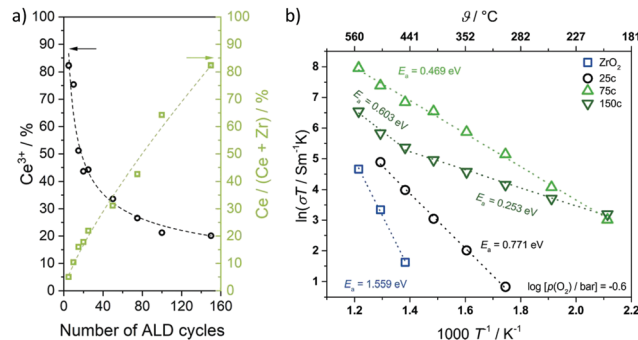 a)
Ce³⁺ / %
90
80
70
60
50
40
30
20
10
0
0 40 80 120 160
Number of ALD cycles
90
80
70
60
50
40
30
20
10
0
Ce / (Ce + Zr) / %
b)
ϑ / °C
560 441 352 282 227 181
ln(σT / Sm⁻¹K)
9
8
7
6
5
4
3
2
1
Eₐ = 0.469 eV
ZrO₂
25c
75c
150c
Eₐ = 0.603 eV
Eₐ = 0.253 eV
Eₐ = 0.771 eV
Eₐ = 1.559 eV
log [p(O₂) / bar] = -0.6
1.2 1.4 1.6 1.8 2.0 2.2
1000 T⁻¹ / K⁻¹